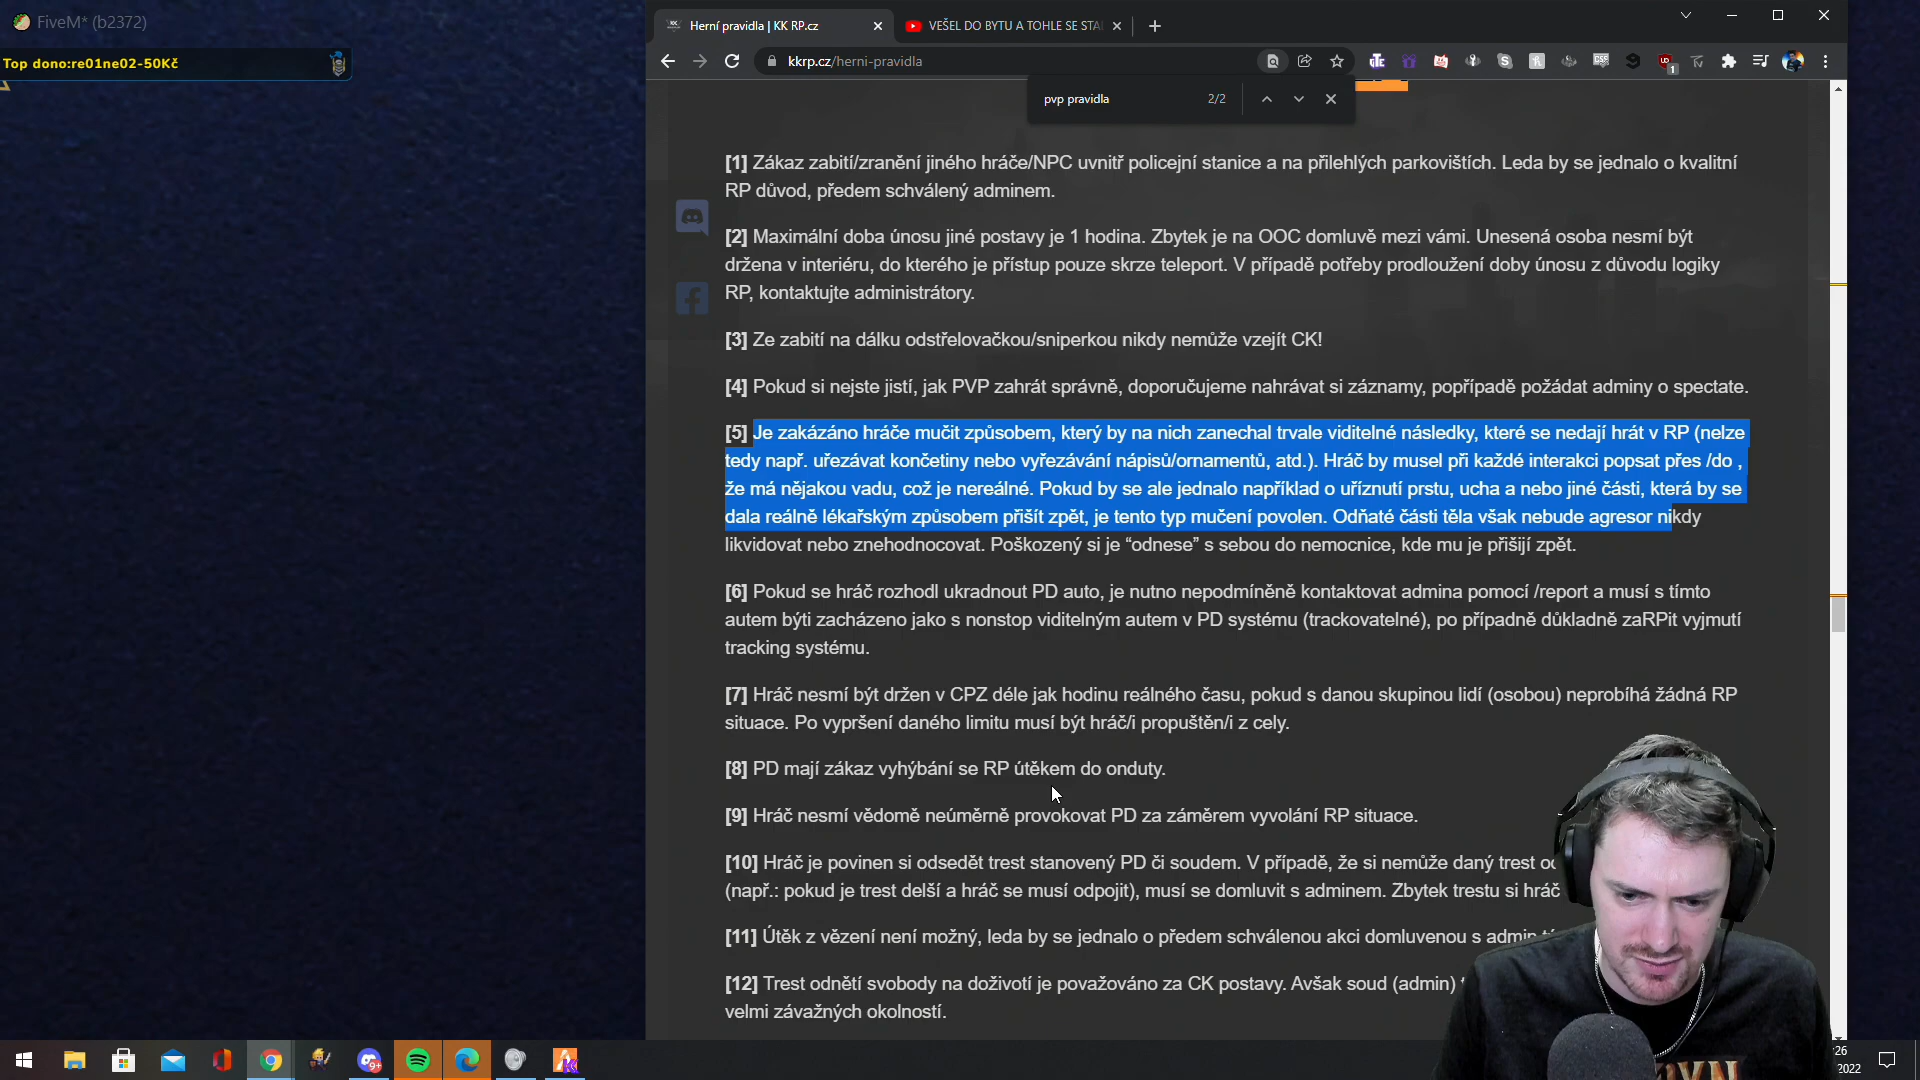 FiveM* (b2372)
Top dono:re01ne02-50Kč
Herní pravidla | KK RP.cz
VEŠEL DO BYTU A TOHLE SE STA
kkrp.cz/herni-pravidla
pvp pravidla 2/2
[1] Zákaz zabití/zranění jiného hráče/NPC uvnitř policejní stanice a na přilehlých parkovištích. Leda by se jednalo o kvalitní
RP důvod, předem schválený adminem.
[2] Maximální doba únosu jiné postavy je 1 hodina. Zbytek je na OOC domluvě mezi vámi. Unesená osoba nesmí být
držena v interiéru, do kterého je přístup pouze skrze teleport. V případě potřeby prodloužení doby únosu z důvodu logiky
RP, kontaktujte administrátory.
[3] Ze zabití na dálku odstřelovačkou/sniperkou nikdy nemůže vzejít CK!
[4] Pokud si nejste jistí, jak PVP zahrát správně, doporučujeme nahrávat si záznamy, popřípadě požádat adminy o spectate.
[5] Je zakázáno hráče mučit způsobem, který by na nich zanechal trvale viditelné následky, které se nedají hrát v RP (nelze
tedy např. uřezávat končetiny nebo vyřezávání nápisů/ornamentů, atd.). Hráč by musel při každé interakci popsat přes /do ,
že má nějakou vadu, což je nereálné. Pokud by se ale jednalo například o uříznutí prstu, ucha a nebo jiné části, která by se
dala reálně lékařským způsobem přišít zpět, je tento typ mučení povolen. Odňaté části těla však nebude agresor nikdy
likvidovat nebo znehodnocovat. Poškozený si je “odnese” s sebou do nemocnice, kde mu je přišijí zpět.
[6] Pokud se hráč rozhodl ukradnout PD auto, je nutno nepodmíněně kontaktovat admina pomocí /report a musí s tímto
autem býti zacházeno jako s nonstop viditelným autem v PD systému (trackovatelné), po případně důkladně zaRPit vyjmutí
tracking systému.
[7] Hráč nesmí být držen v CPZ déle jak hodinu reálného času, pokud s danou skupinou lidí (osobou) neprobíhá žádná RP
situace. Po vypršení daného limitu musí být hráč/i propuštěn/i z cely.
[8] PD mají zákaz vyhýbání se RP útěkem do onduty.
[9] Hráč nesmí vědomě neúměrně provokovat PD za záměrem vyvolání RP situace.
[10] Hráč je povinen si odsedět trest stanovený PD či soudem. V případě, že si nemůže daný trest
(např.: pokud je trest delší a hráč se musí odpojit), musí se domluvit s adminem. Zbytek trestu si hráč
[11] Útěk z vězení není možný, leda by se jednalo o předem schválenou akci domluvenou s
[12] Trest odnětí svobody na doživotí je považováno za CK postavy. Avšak soud (admin)
velmi závažných okolností.
9+
:26
2022